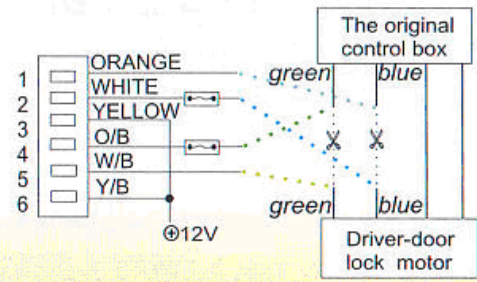 The original
control box
ORANGE
green
blue
1
WHITE
2
YELLOW
3
O/B
4
W/B
5
Y/B
6
green
blue
⊕12V
Driver-door
lock motor